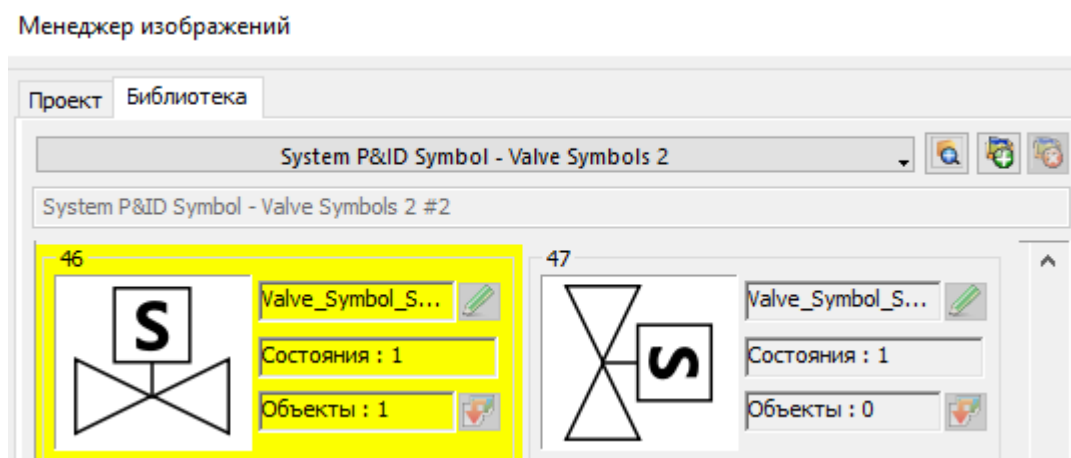 Менеджер изображений
Проект Библиотека
System P&ID Symbol - Valve Symbols 2
System P&ID Symbol - Valve Symbols 2 #2
46 47
S Valve_Symbol_S... S Valve_Symbol_S...
Состояния : 1 Состояния : 1
Объекты : 1 Объекты : 0